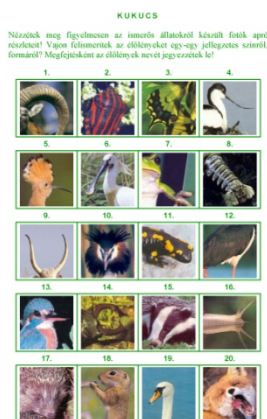 KUKUCS
Nézzétek meg figyelmesen az ismerős állatokról készült fotók apró
részleteit! Vajon felismeritek az élőlényeket egy-egy jellegzetes színről,
formáról? Megfejtésként az élőlények nevét jegyezzétek le!
1. 2. 3. 4.
5. 6. 7. 8.
9. 10. 11. 12.
13. 14. 15. 16.
17. 18. 19. 20.